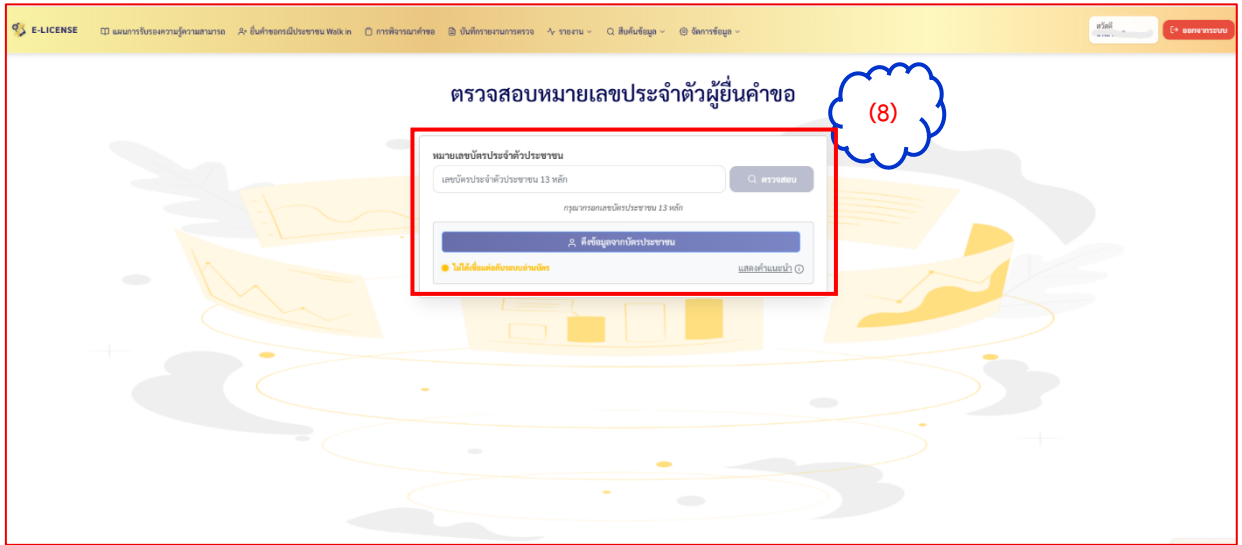 E-LICENSE แผนการรับรองความรู้ความสามารถ ยื่นคำขอกรณีประชาชน Walk in การพิจารณาคำขอ บันทึกรายงานการตรวจ รายงาน สืบค้นข้อมูล จัดการข้อมูล สวัสดี ออกจากระบบ
ตรวจสอบหมายเลขประจำตัวผู้ยื่นคำขอ
(8)
หมายเลขบัตรประจำตัวประชาชน
เลขบัตรประจำตัวประชาชน 13 หลัก ตรวจสอบ
กรุณากรอกเลขบัตรประชาชน 13 หลัก
ดึงข้อมูลจากบัตรประชาชน
ไม่ได้เชื่อมต่อกับระบบอ่านบัตร แสดงคำแนะนำ